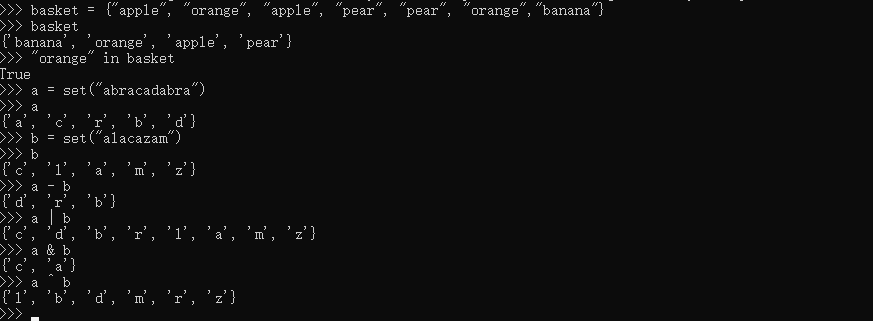 >>> basket = {"apple", "orange", "apple", "pear", "pear", "orange","banana"}
>>> basket
{'banana', 'orange', 'apple', 'pear'}
>>> "orange" in basket
True
>>> a = set("abracadabra")
>>> a
{'a', 'c', 'r', 'b', 'd'}
>>> b = set("alacazam")
>>> b
{'c', 'l', 'a', 'm', 'z'}
>>> a - b
{'d', 'r', 'b'}
>>> a | b
{'c', 'd', 'b', 'r', 'l', 'a', 'm', 'z'}
>>> a & b
{'c', 'a'}
>>> a ^ b
{'l', 'b', 'd', 'm', 'r', 'z'}
>>>